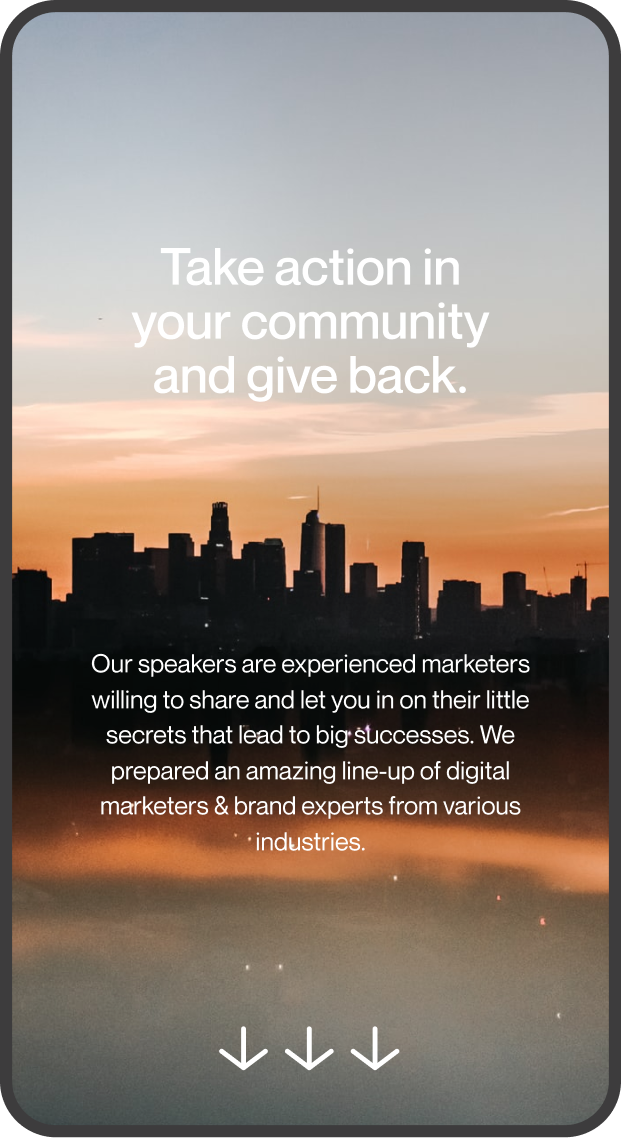 Take action in
your community
and give back.
Our speakers are experienced marketers
willing to share and let you in on their little
secrets that lead to big successes. We
prepared an amazing line-up of digital
marketers & brand experts from various
industries.